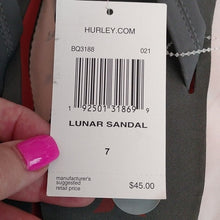 HURLEY.COM
BQ3188 021
1 92501 31869 9
LUNAR SANDAL
7
manufacturer's
suggested
retail price $45.00